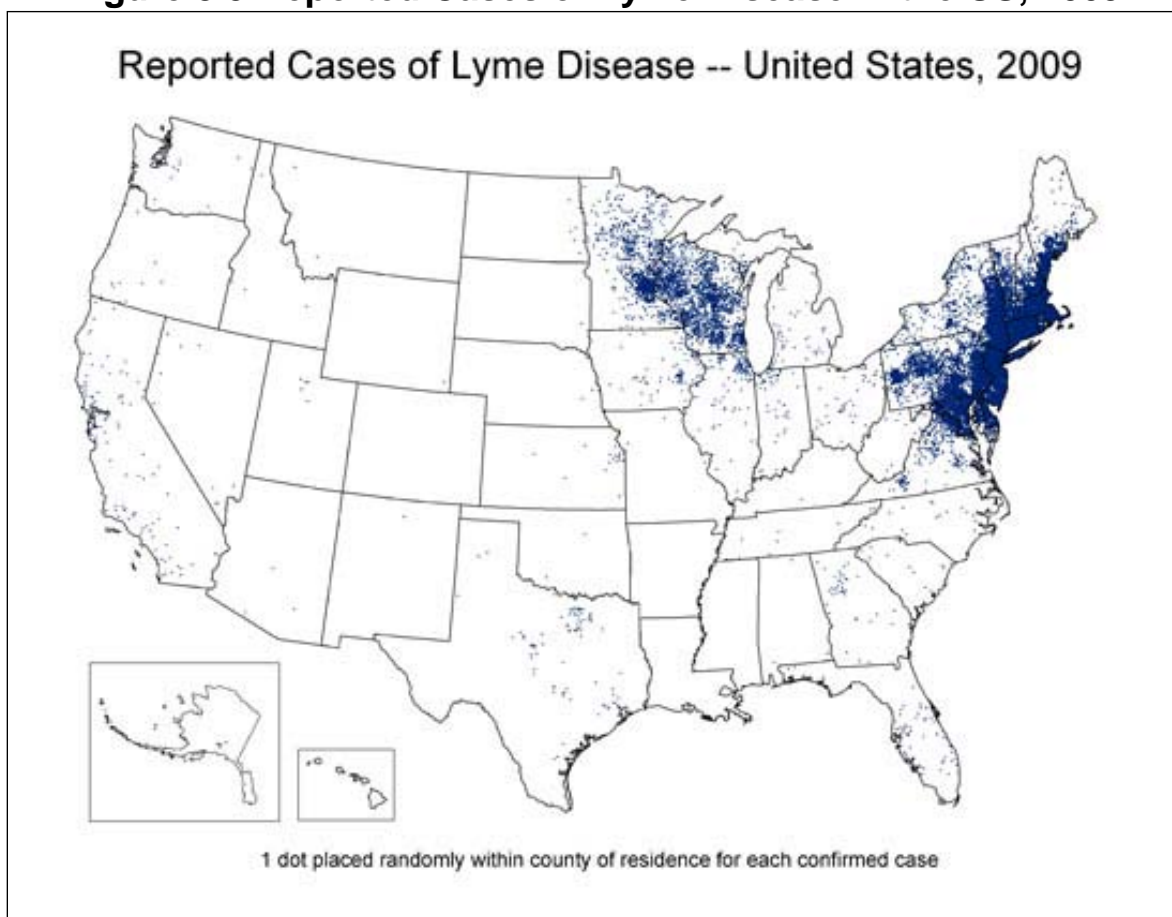 Reported Cases of Lyme Disease -- United States, 2009
1 dot placed randomly within county of residence for each confirmed case